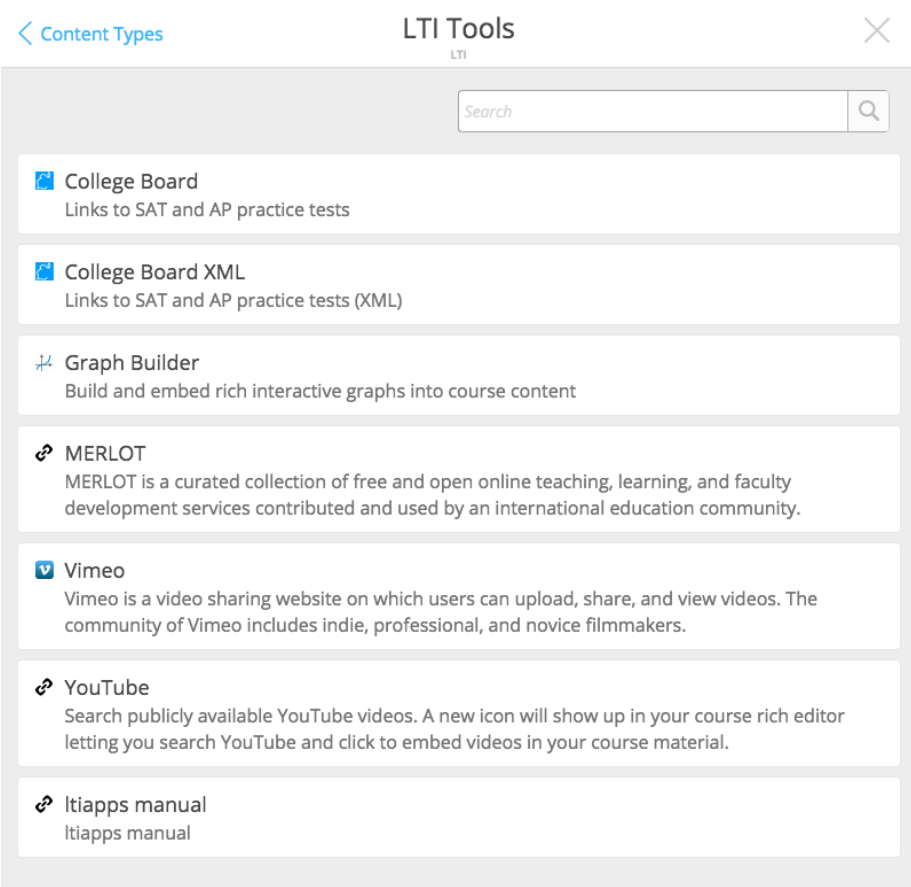 Content Types
LTI Tools
LTI
Search
College Board
Links to SAT and AP practice tests
College Board XML
Links to SAT and AP practice tests (XML)
Graph Builder
Build and embed rich interactive graphs into course content
MERLOT
MERLOT is a curated collection of free and open online teaching, learning, and faculty
development services contributed and used by an international education community.
Vimeo
Vimeo is a video sharing website on which users can upload, share, and view videos. The
community of Vimeo includes indie, professional, and novice filmmakers.
YouTube
Search publicly available YouTube videos. A new icon will show up in your course rich editor
letting you search YouTube and click to embed videos in your course material.
ltiapps manual
ltiapps manual